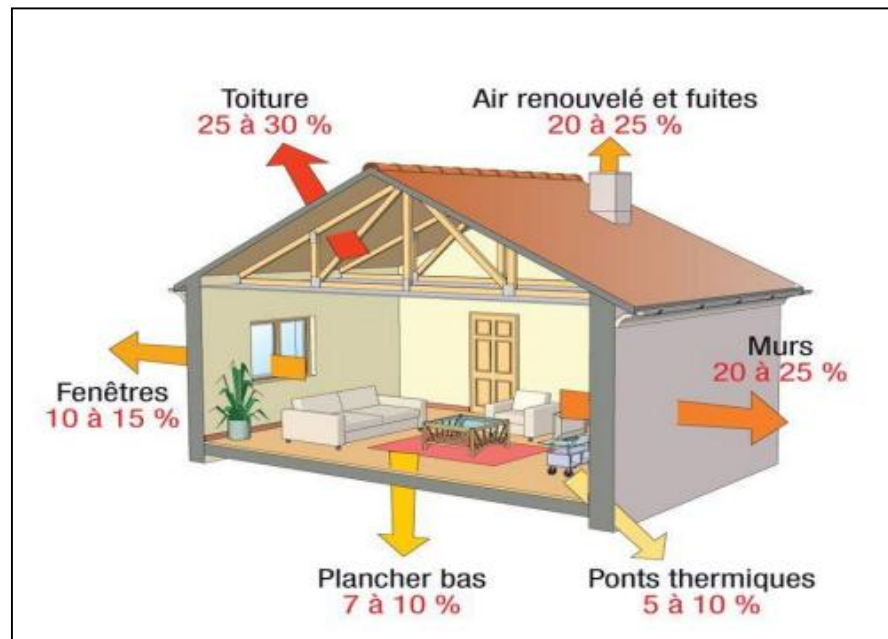 Toiture
25 à 30 %
Air renouvelé et fuites
20 à 25 %
Murs
20 à 25 %
Fenêtres
10 à 15 %
Plancher bas
7 à 10 %
Ponts thermiques
5 à 10 %